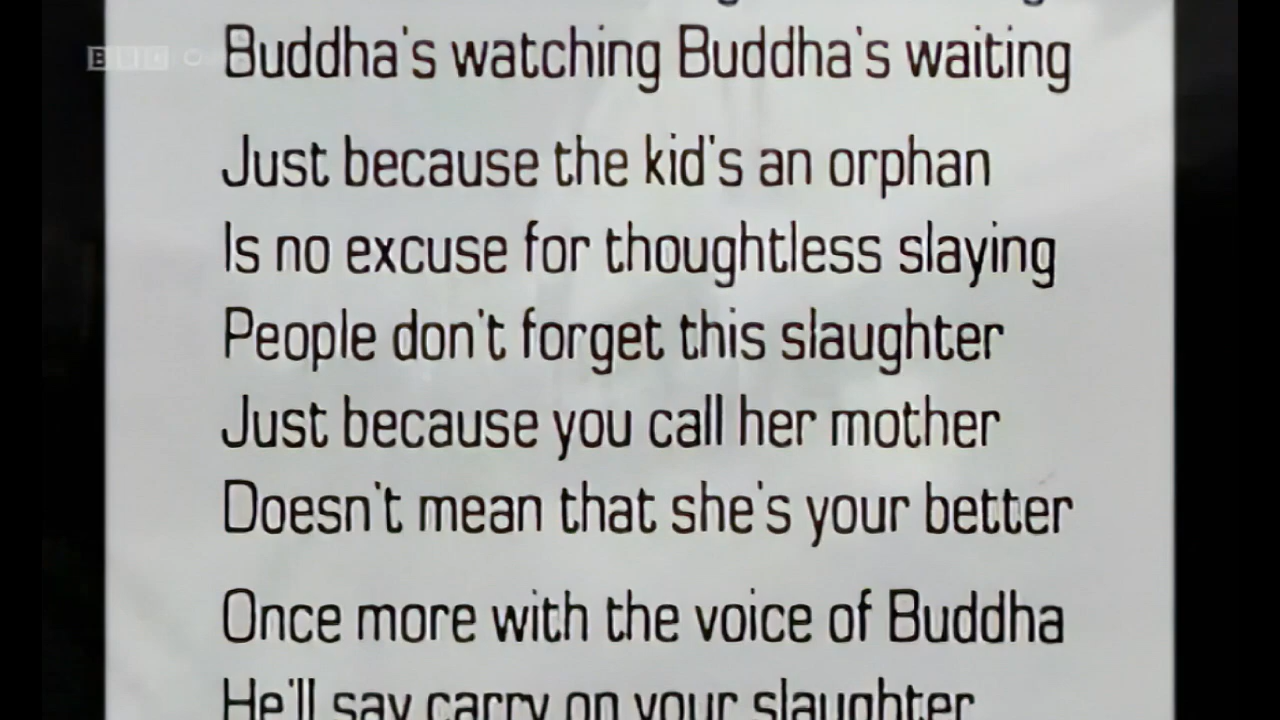 BBC O
Buddha's watching Buddha's waiting
Just because the kid's an orphan
Is no excuse for thoughtless slaying
People don't forget this slaughter
Just because you call her mother
Doesn't mean that she's your better
Once more with the voice of Buddha
He'll say carry on your slaughter